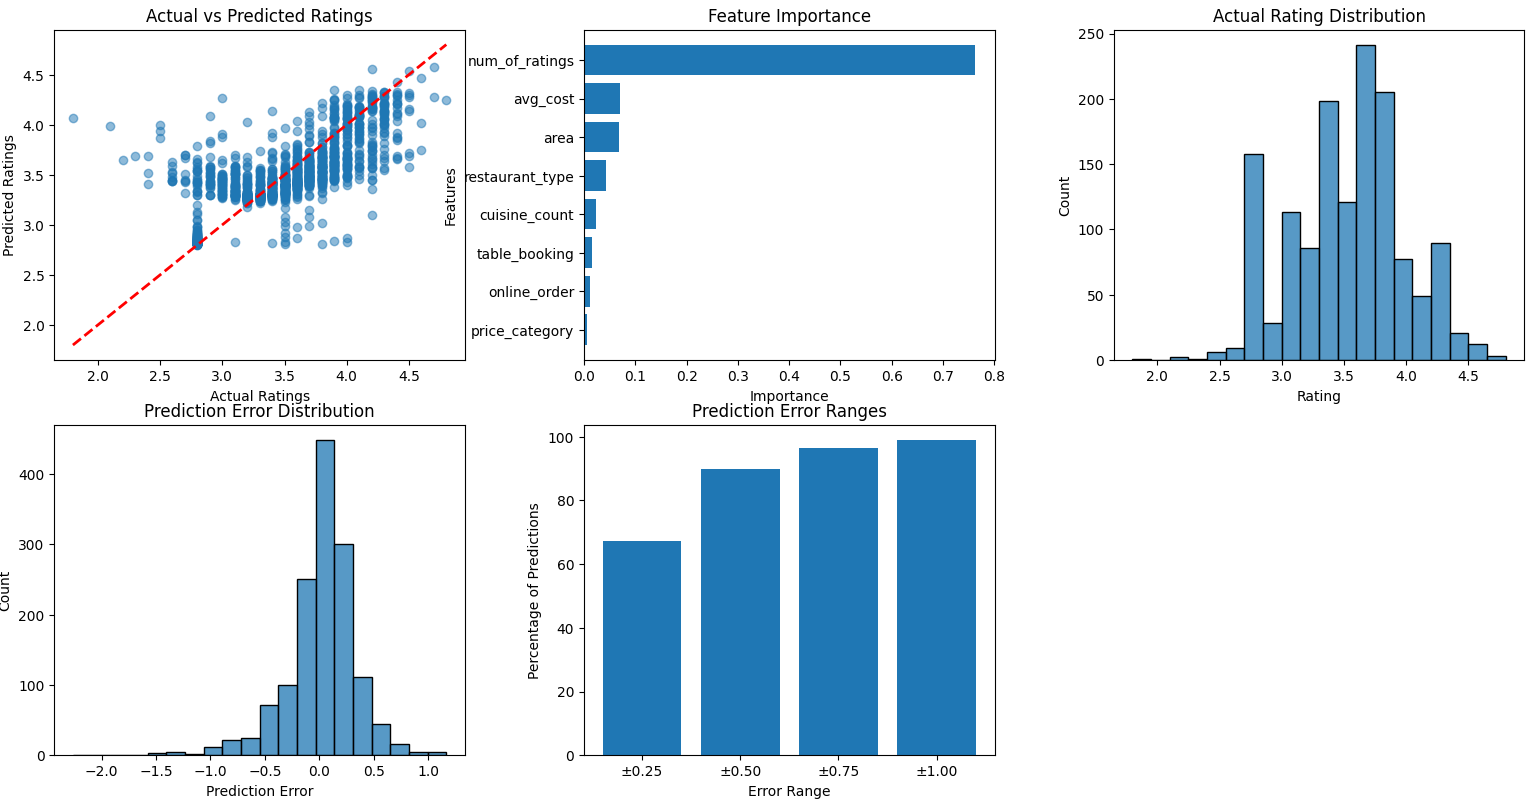 Actual vs Predicted Ratings
Predicted Ratings
4.5
4.0
3.5
3.0
2.5
2.0
2.0 2.5 3.0 3.5 4.0 4.5
Actual Ratings
Feature Importance
Features
num_of_ratings
avg_cost
area
restaurant_type
cuisine_count
table_booking
online_order
price_category
0.0 0.1 0.2 0.3 0.4 0.5 0.6 0.7 0.8
Importance
Actual Rating Distribution
Count
250
200
150
100
50
0
2.0 2.5 3.0 3.5 4.0 4.5
Rating
Prediction Error Distribution
Count
400
300
200
100
0
−2.0 −1.5 −1.0 −0.5 0.0 0.5 1.0
Prediction Error
Prediction Error Ranges
Percentage of Predictions
100
80
60
40
20
0
±0.25 ±0.50 ±0.75 ±1.00
Error Range